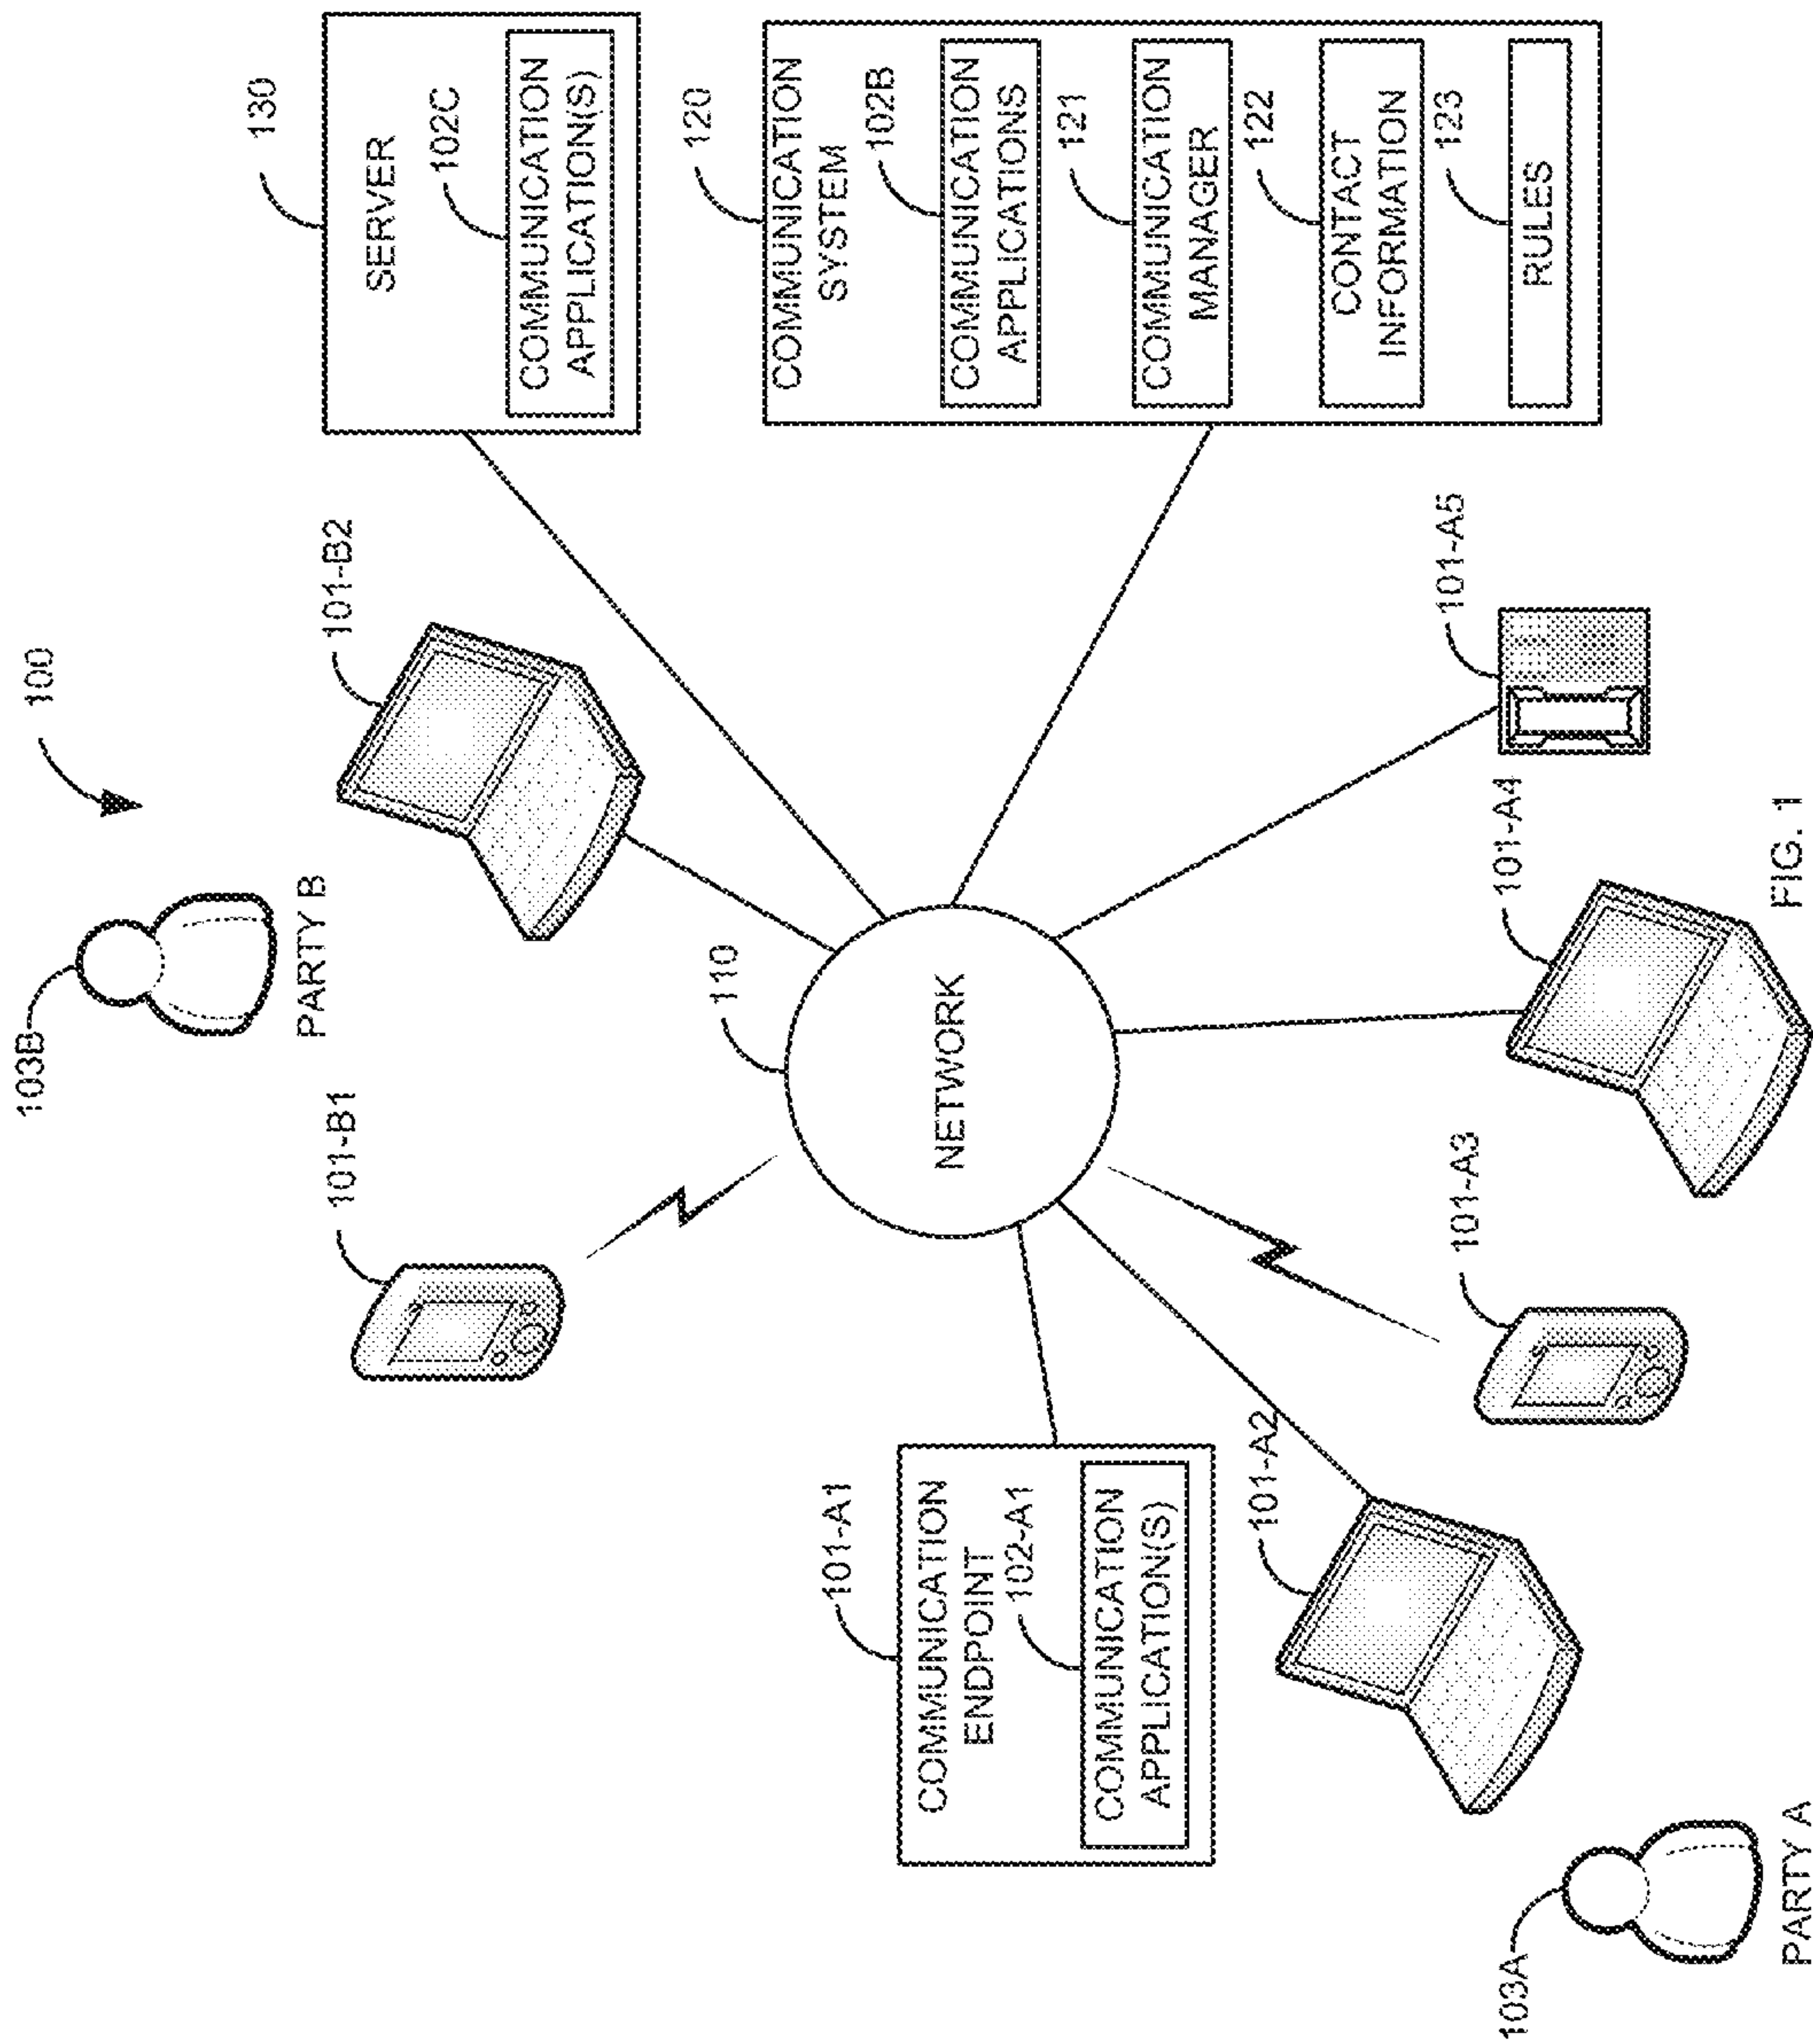 100
103B
PARTY B
130
SERVER
102C
COMMUNICATION
APPLICATION(S)
101-B1
101-B2
120
COMMUNICATION
SYSTEM
102B
COMMUNICATION
APPLICATIONS
121
COMMUNICATION
MANAGER
122
CONTACT
INFORMATION
123
RULES
110
NETWORK
101-A1
COMMUNICATION
ENDPOINT
102-A1
COMMUNICATION
APPLICATION(S)
101-A2
101-A3
101-A4
101-A5
103A
PARTY A
FIG. 1